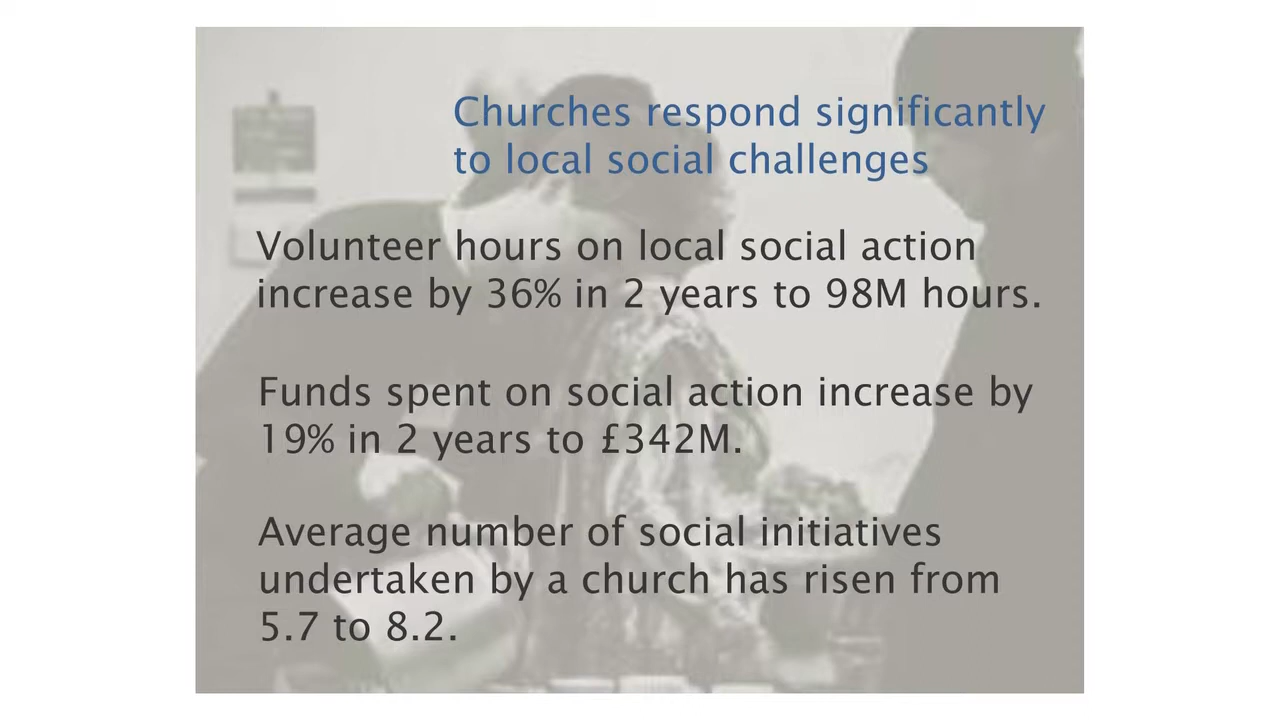 Churches respond significantly
to local social challenges
Volunteer hours on local social action
increase by 36% in 2 years to 98M hours.
Funds spent on social action increase by
19% in 2 years to £342M.
Average number of social initiatives
undertaken by a church has risen from
5.7 to 8.2.